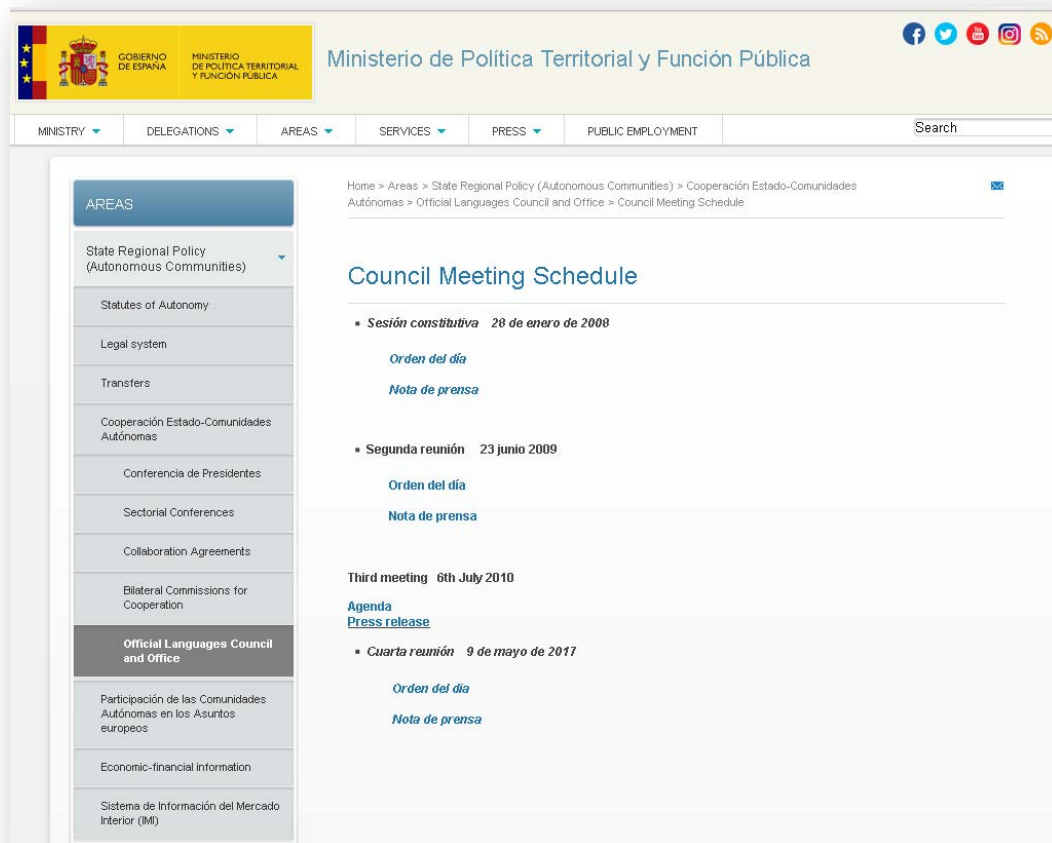 GOBIERNO
DE ESPAÑA
MINISTERIO
DE POLÍTICA TERRITORIAL
Y FUNCIÓN PÚBLICA
Ministerio de Política Territorial y Función Pública
MINISTRY
DELEGATIONS
AREAS
SERVICES
PRESS
PUBLIC EMPLOYMENT
Search
AREAS
State Regional Policy
(Autonomous Communities)
Statutes of Autonomy
Legal system
Transfers
Cooperación Estado-Comunidades
Autónomas
Conferencia de Presidentes
Sectorial Conferences
Collaboration Agreements
Bilateral Commissions for
Cooperation
Official Languages Council
and Office
Participación de las Comunidades
Autónomas en los Asuntos
europeos
Economic-financial information
Sistema de Información del Mercado
Interior (IMI)
Home > Areas > State Regional Policy (Autonomous Communities) > Cooperación Estado-Comunidades
Autónomas > Official Languages Council and Office > Council Meeting Schedule
Council Meeting Schedule
Sesión constitutiva 28 de enero de 2008
Orden del día
Nota de prensa
Segunda reunión 23 junio 2009
Orden del día
Nota de prensa
Third meeting 6th July 2010
Agenda
Press release
Cuarta reunión 9 de mayo de 2017
Orden del dia
Nota de prensa